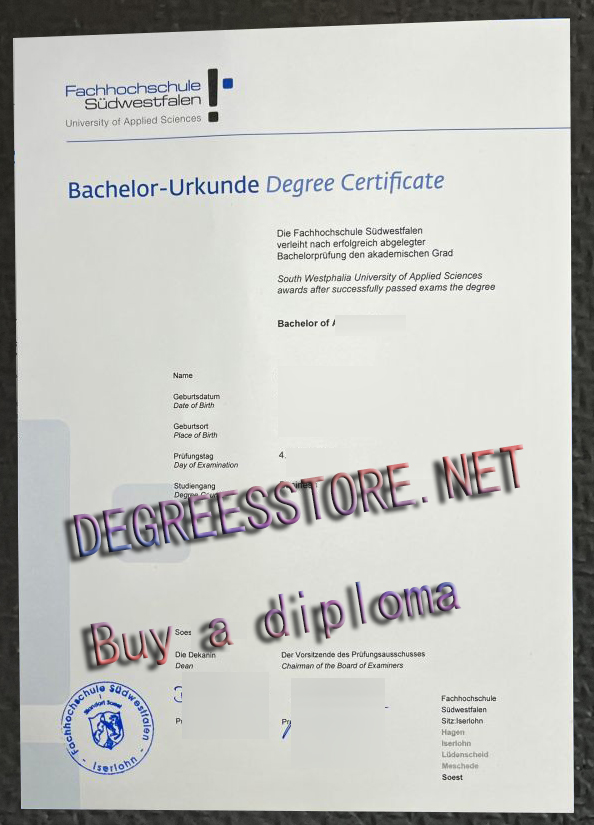 Fachhochschule
Südwestfalen
University of Applied Sciences
Bachelor-Urkunde Degree Certificate
Die Fachhochschule Südwestfalen
verleiht nach erfolgreich abgelegter
Bachelorprüfung den akademischen Grad
South Westphalia University of Applied Sciences
awards after successfully passed exams the degree
Bachelor of
Name
Geburtsdatum
Date of Birth
Geburtsort
Place of Birth
Prüfungstag
Day of Examination
4.
Studiengang
Degree
DEGREESSTORE.NET
Buy a diploma
Soes
Die Dekanin
Dean
Der Vorsitzende des Prüfungsausschusses
Chairman of the Board of Examiners
Fachhochschule Südwestfalen
Standort Soest
- Iserlohn -
Fachhochschule
Südwestfalen
Sitz:Iserlohn
Hagen
Iserlohn
Lüdenscheid
Meschede
Soest